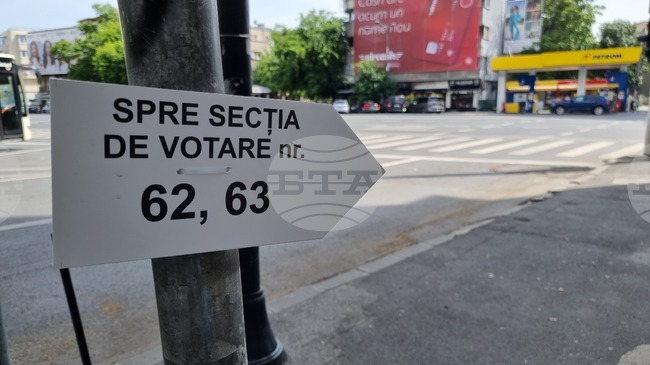 SPRE SECȚIA
DE VOTARE nr.
62, 63
BTA
PETROM